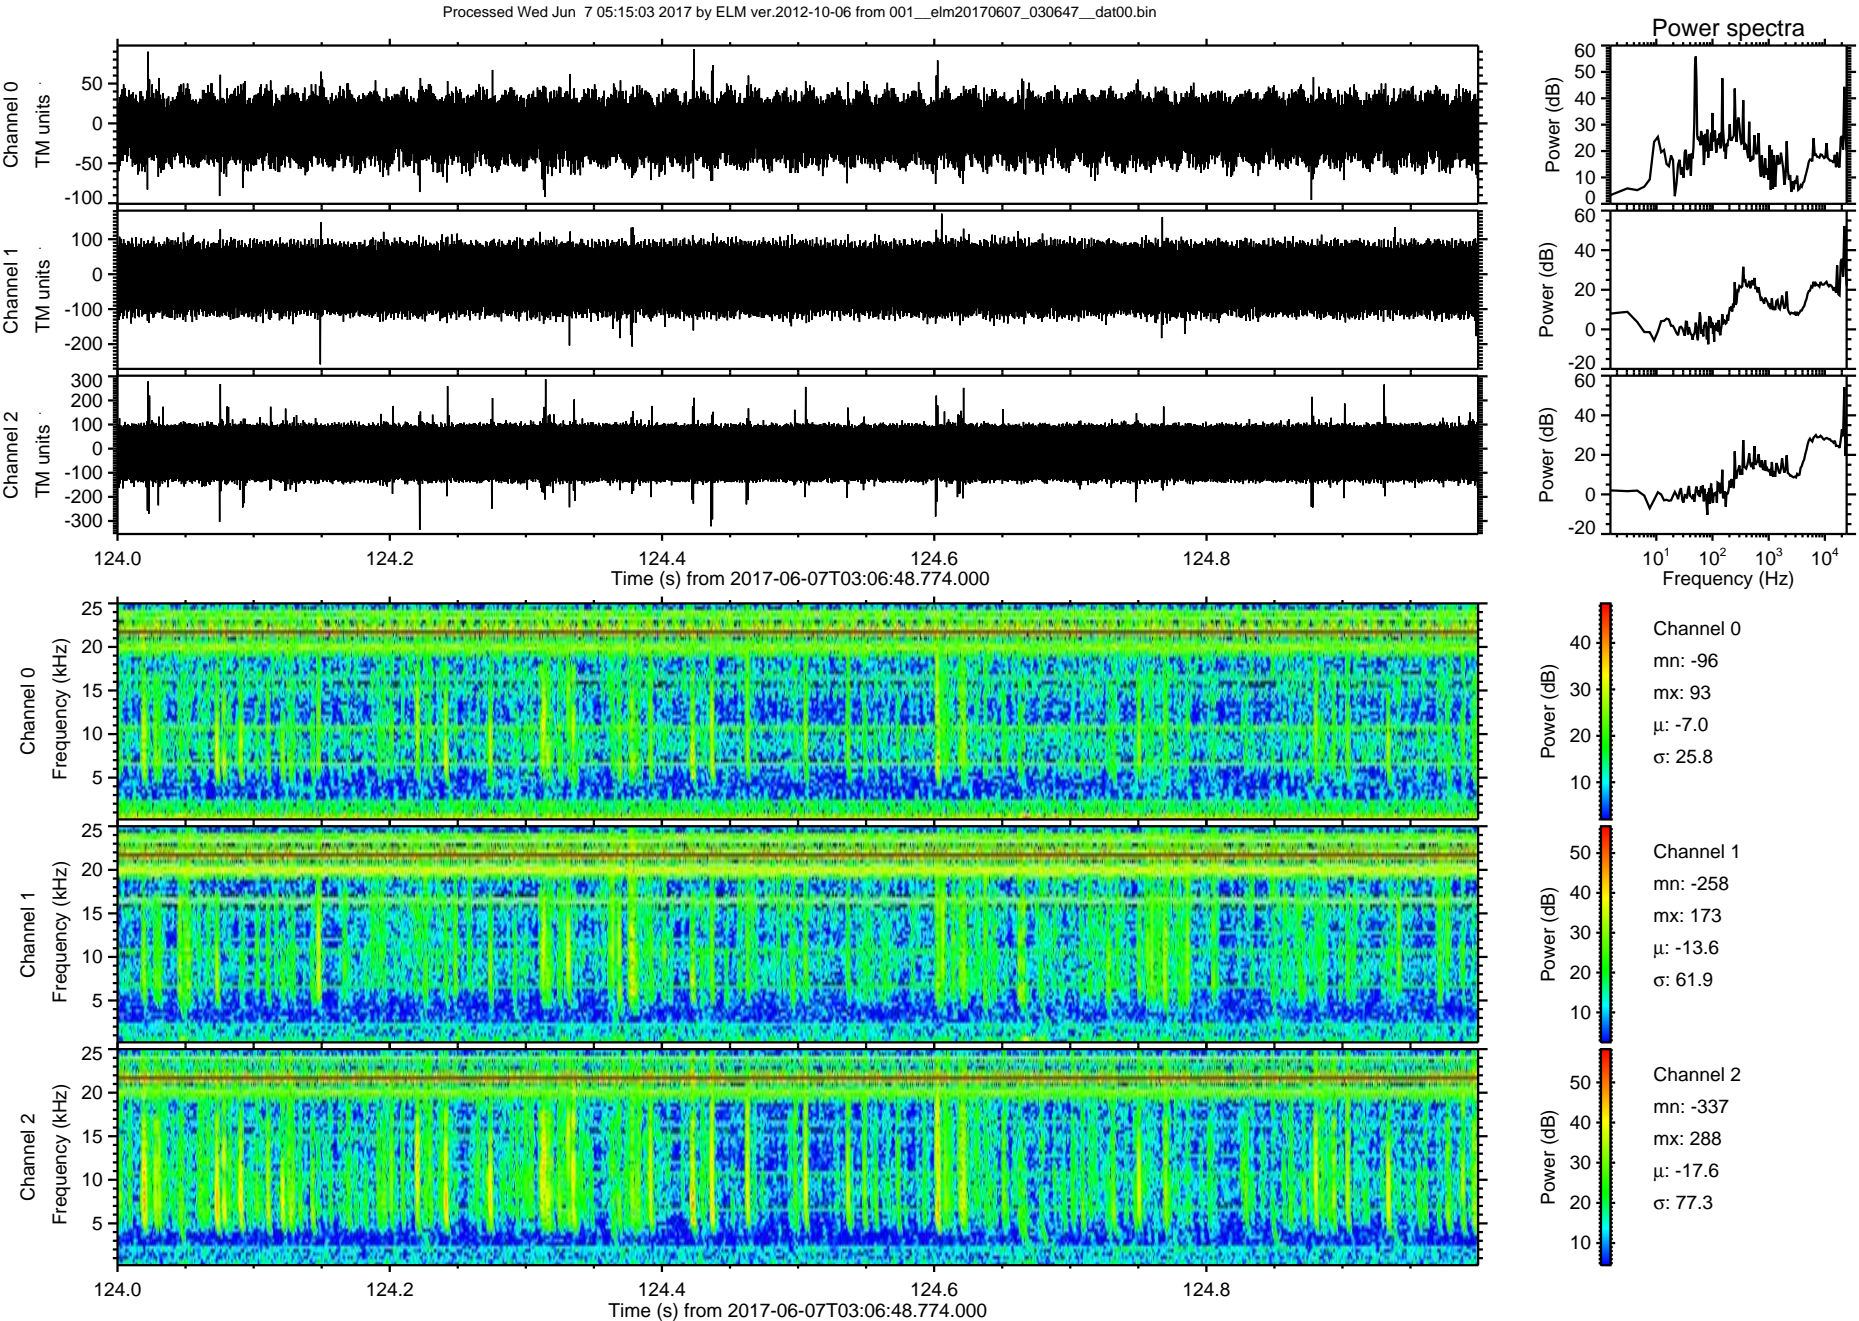 Processed Wed Jun  7 05:15:03 2017 by ELM ver.2012-10-06 from 001__elm20170607_030647__dat00.bin
Power spectra
Channel 0
TM units
50
0
-50
-100
Power (dB)
60
50
40
30
20
10
0
Channel 1
TM units
100
0
-100
-200
Power (dB)
60
40
20
0
-20
Channel 2
TM units
300
200
100
0
-100
-200
-300
Power (dB)
60
40
20
0
-20
124.0 124.2 124.4 124.6 124.8
Time (s) from 2017-06-07T03:06:48.774.000
10^1 10^2 10^3 10^4
Frequency (Hz)
Channel 0
Frequency (kHz)
25
20
15
10
5
Power (dB)
40
30
20
10
Channel 0
mn: -96
mx: 93
μ: -7.0
σ: 25.8
Channel 1
Frequency (kHz)
25
20
15
10
5
Power (dB)
50
40
30
20
10
Channel 1
mn: -258
mx: 173
μ: -13.6
σ: 61.9
Channel 2
Frequency (kHz)
25
20
15
10
5
Power (dB)
50
40
30
20
10
Channel 2
mn: -337
mx: 288
μ: -17.6
σ: 77.3
124.0 124.2 124.4 124.6 124.8
Time (s) from 2017-06-07T03:06:48.774.000